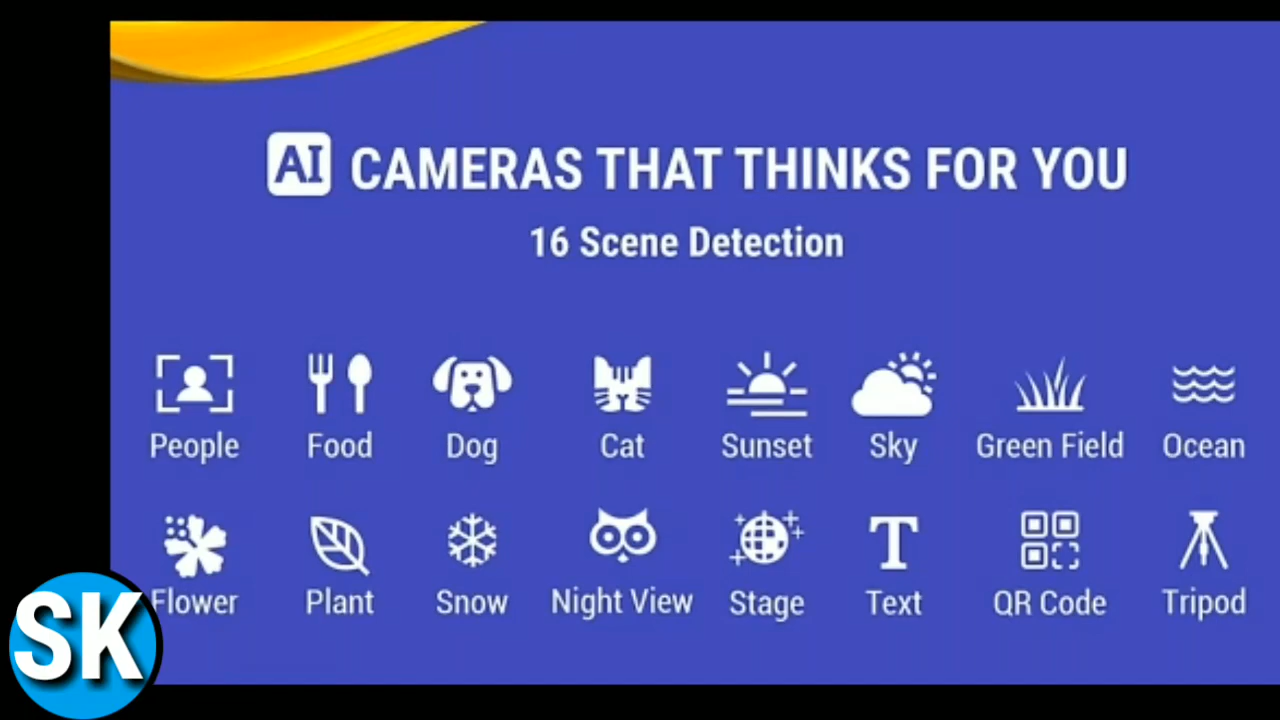 AI CAMERAS THAT THINKS FOR YOU
16 Scene Detection
People Food Dog Cat Sunset Sky Green Field Ocean
Flower Plant Snow Night View Stage T Text QR Code Tripod
SK